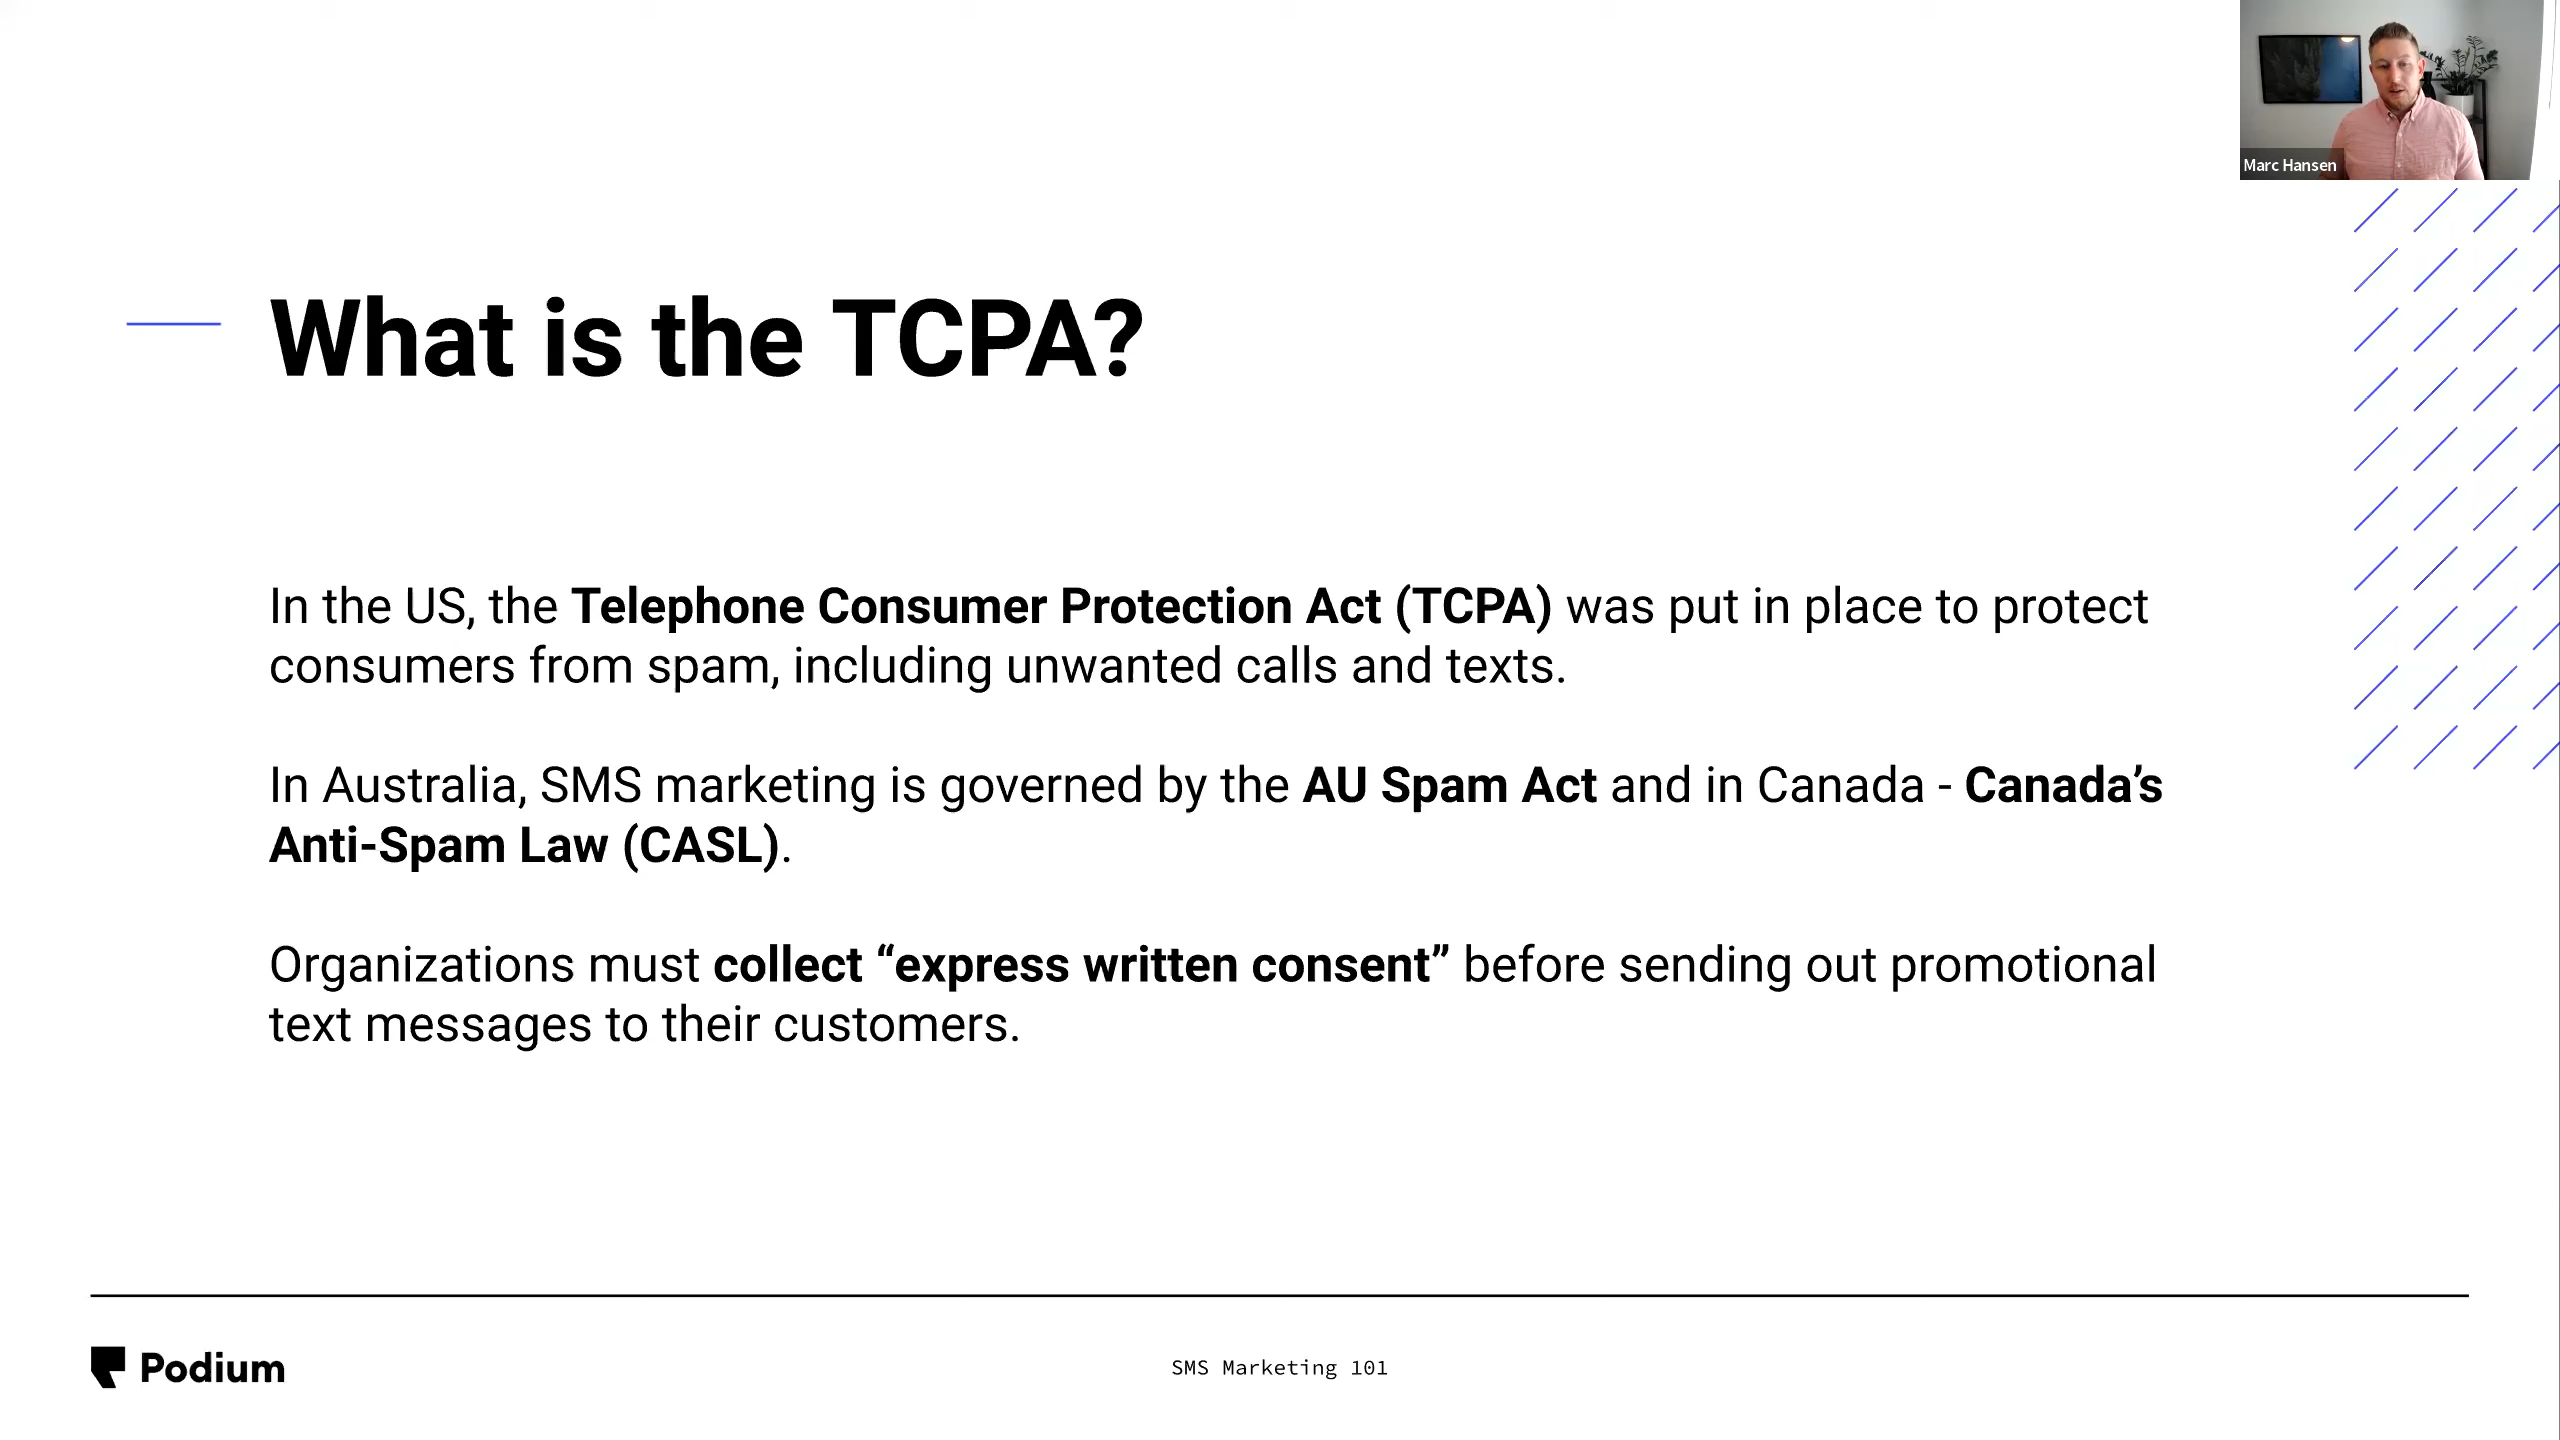 Marc Hansen
What is the TCPA?
In the US, the Telephone Consumer Protection Act (TCPA) was put in place to protect
consumers from spam, including unwanted calls and texts.
In Australia, SMS marketing is governed by the AU Spam Act and in Canada - Canada’s
Anti-Spam Law (CASL).
Organizations must collect “express written consent” before sending out promotional
text messages to their customers.
Podium
SMS Marketing 101